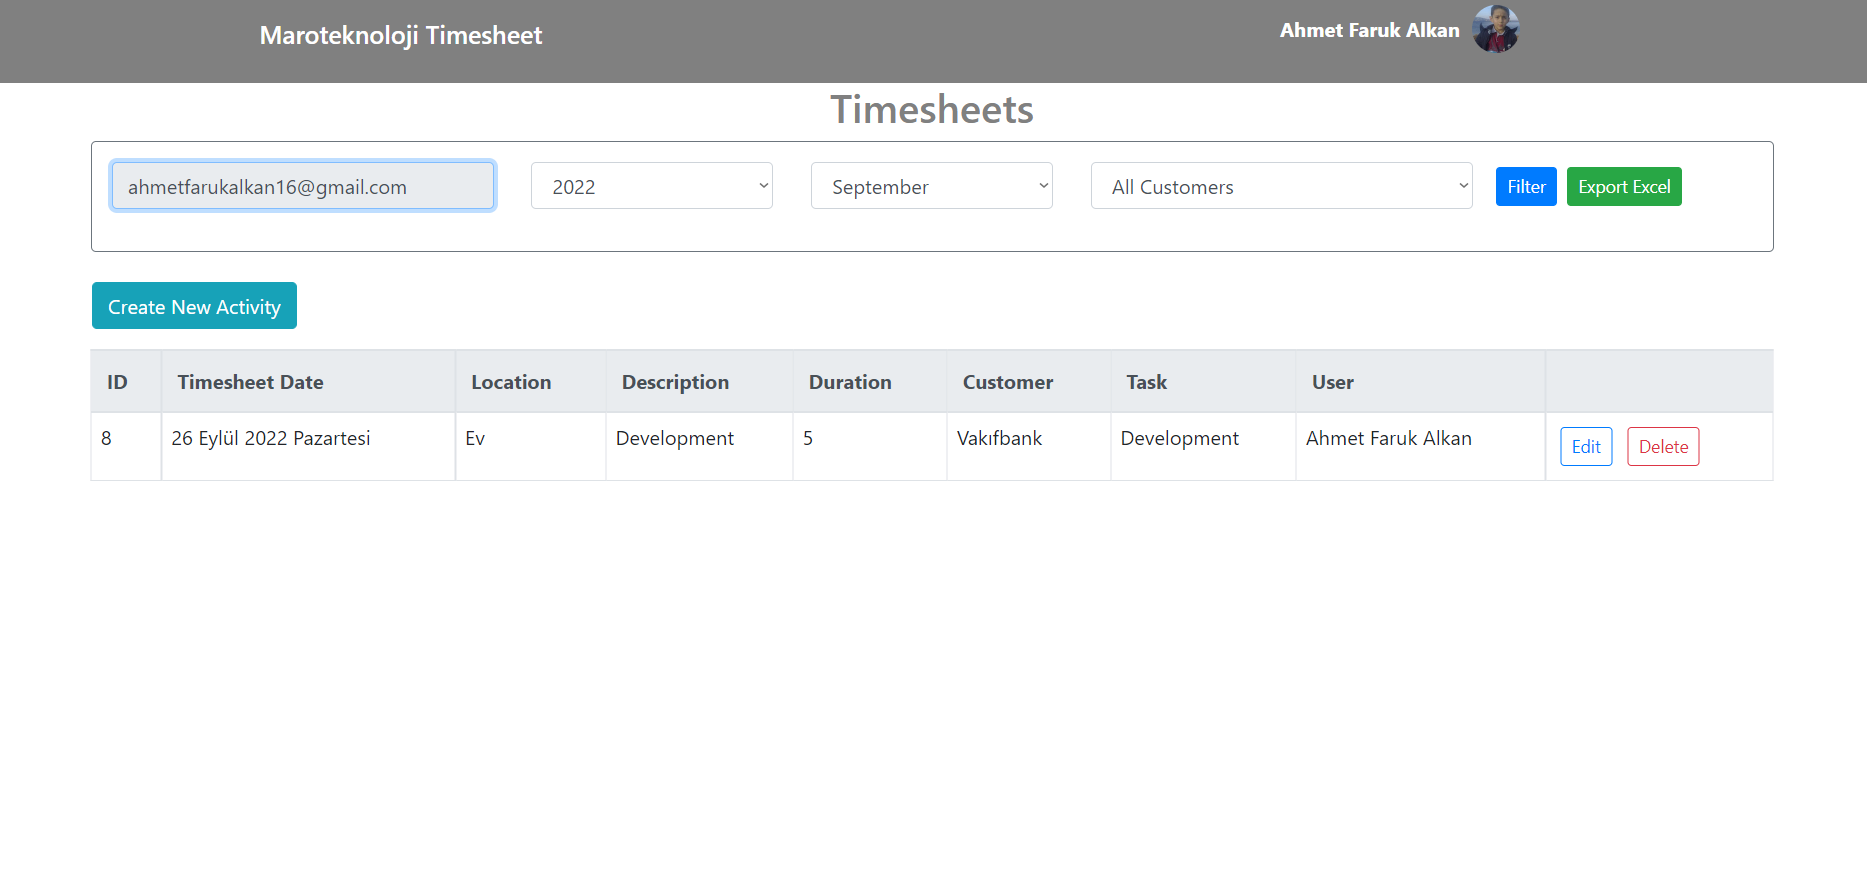 Maroteknoloji Timesheet
Ahmet Faruk Alkan
Timesheets
ahmetfarukalkan16@gmail.com 2022 September All Customers Filter Export Excel
Create New Activity
ID Timesheet Date Location Description Duration Customer Task User
8 26 Eylül 2022 Pazartesi Ev Development 5 Vakıfbank Development Ahmet Faruk Alkan Edit Delete